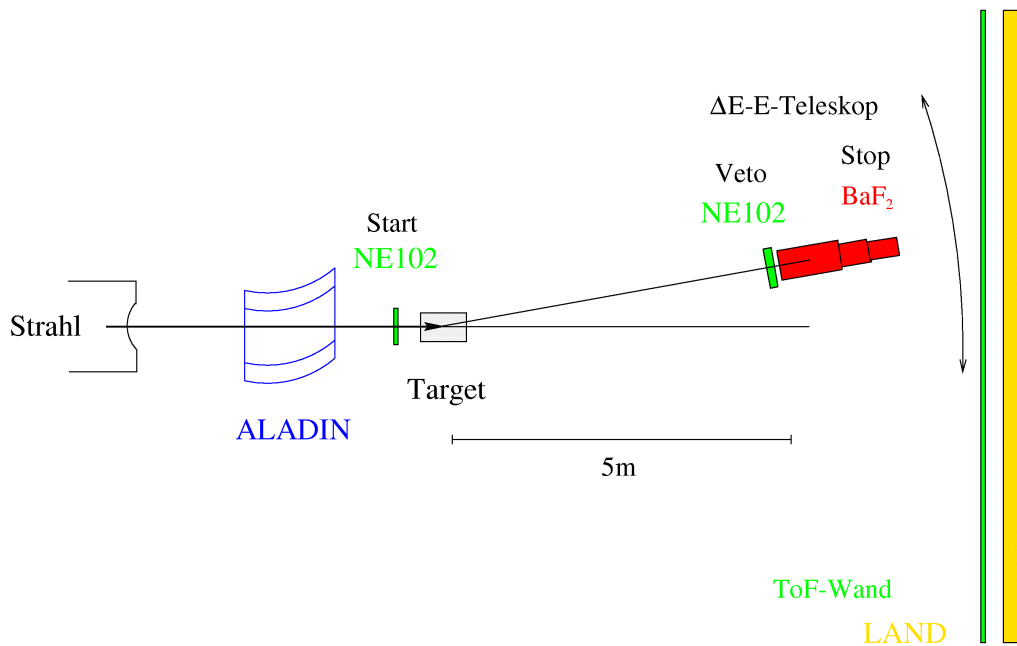 ΔE-E-Teleskop
Stop
BaF₂
Veto
NE102
Start
NE102
Strahl
Target
ALADIN
5m
ToF-Wand
LAND